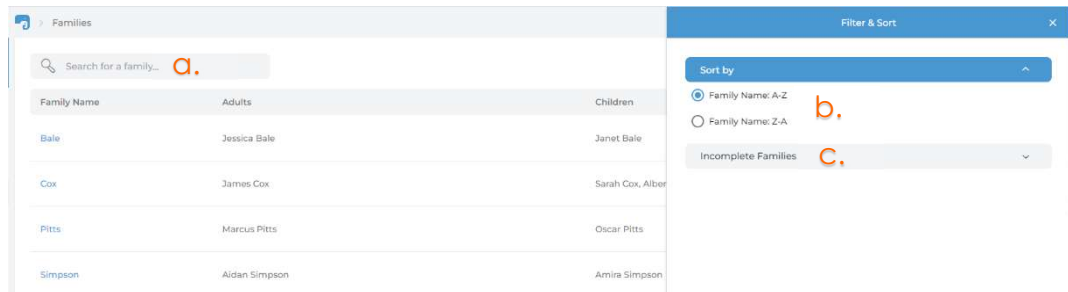 Families
Search for a family... a.
Family Name Adults Children
Bale Jessica Bale Janet Bale
Cox James Cox Sarah Cox, Alber
Pitts Marcus Pitts Oscar Pitts
Simpson Aidan Simpson Amira Simpson
Filter & Sort
Sort by
Family Name: A-Z
b.
Family Name: Z-A
Incomplete Families c.